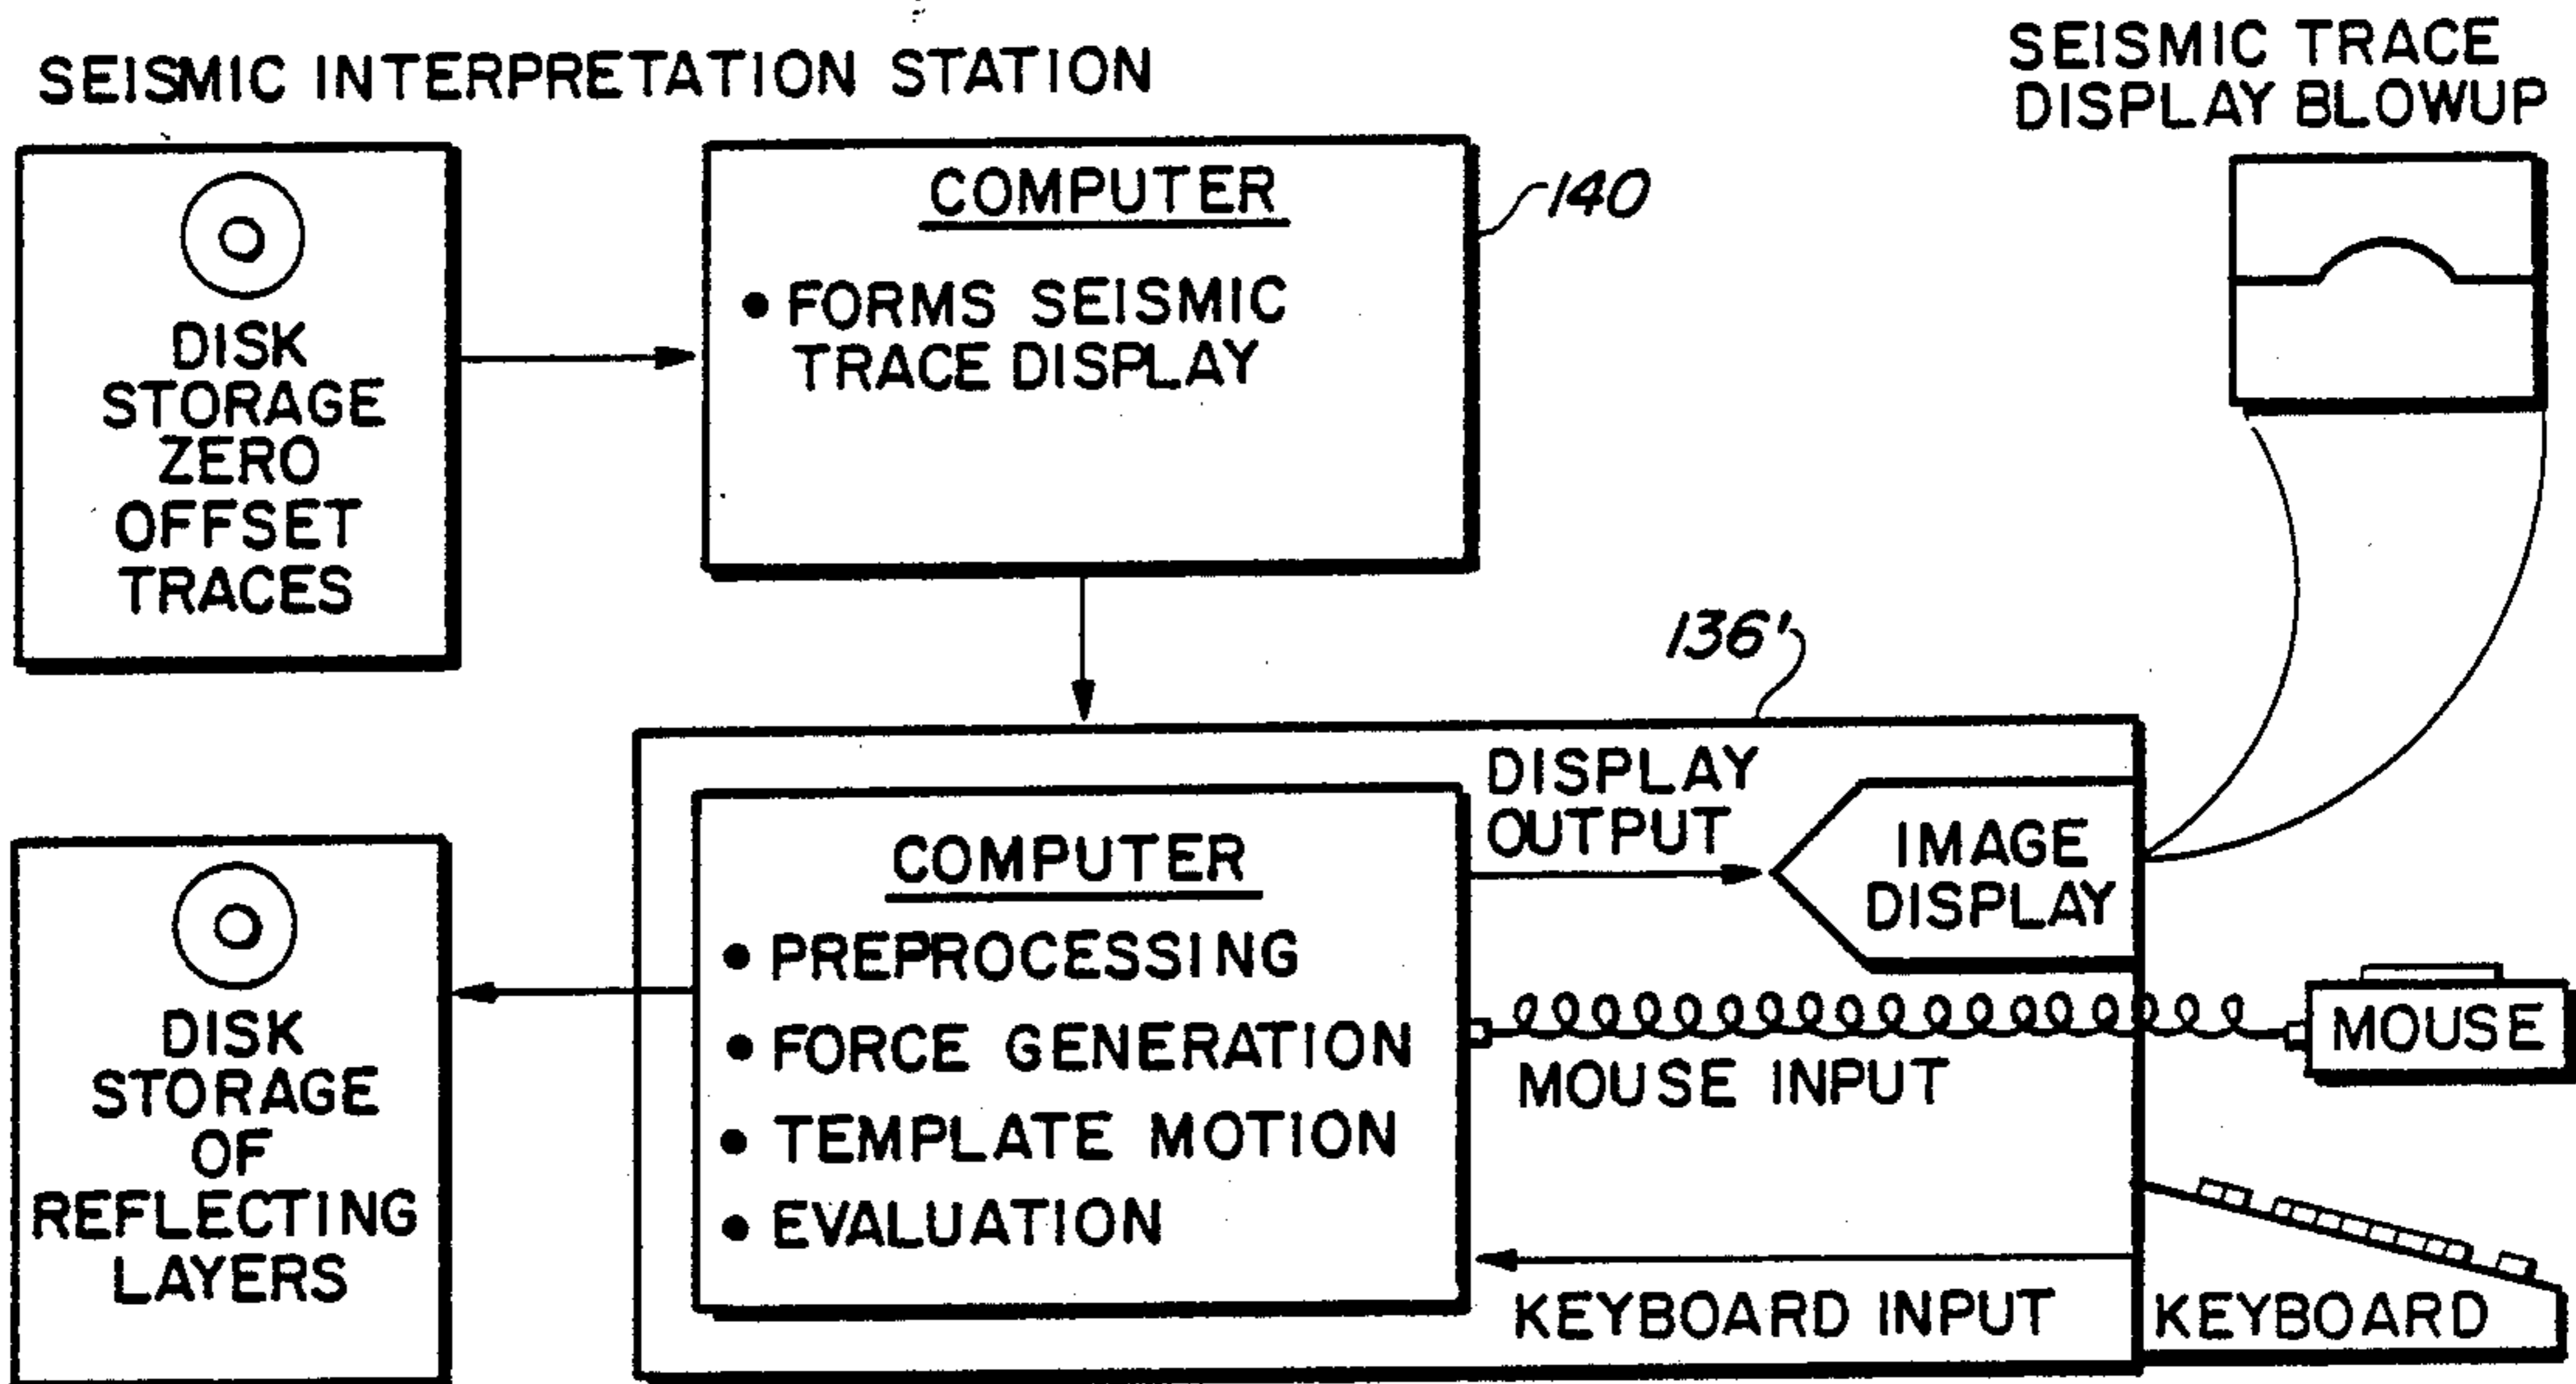 SEISMIC INTERPRETATION STATION
SEISMIC TRACE
DISPLAY BLOWUP
DISK
STORAGE
ZERO
OFFSET
TRACES
COMPUTER
• FORMS SEISMIC
TRACE DISPLAY
140
136'
DISK
STORAGE
OF
REFLECTING
LAYERS
COMPUTER
• PREPROCESSING
• FORCE GENERATION
• TEMPLATE MOTION
• EVALUATION
DISPLAY
OUTPUT
IMAGE
DISPLAY
MOUSE INPUT
MOUSE
KEYBOARD INPUT
KEYBOARD